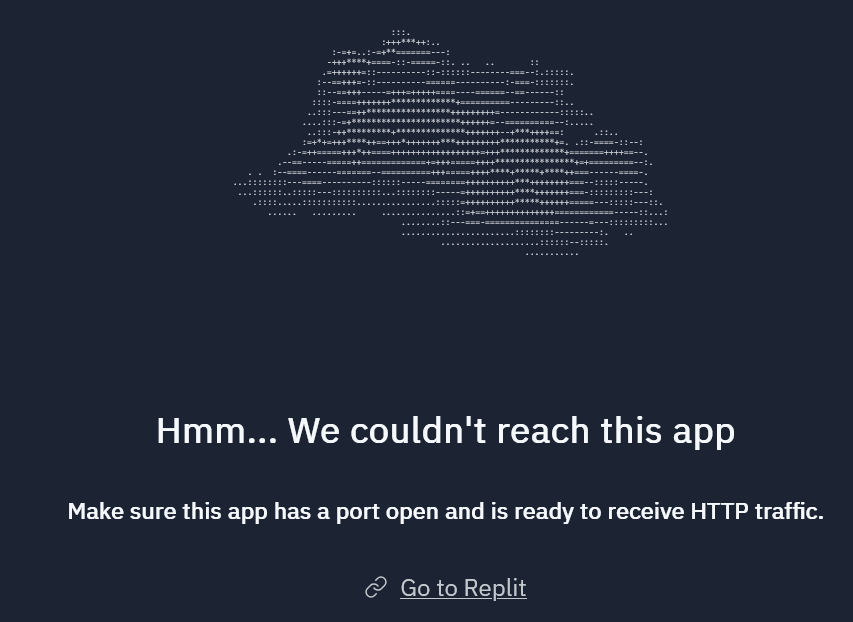 Hmm... We couldn't reach this app
Make sure this app has a port open and is ready to receive HTTP traffic.
Go to Replit